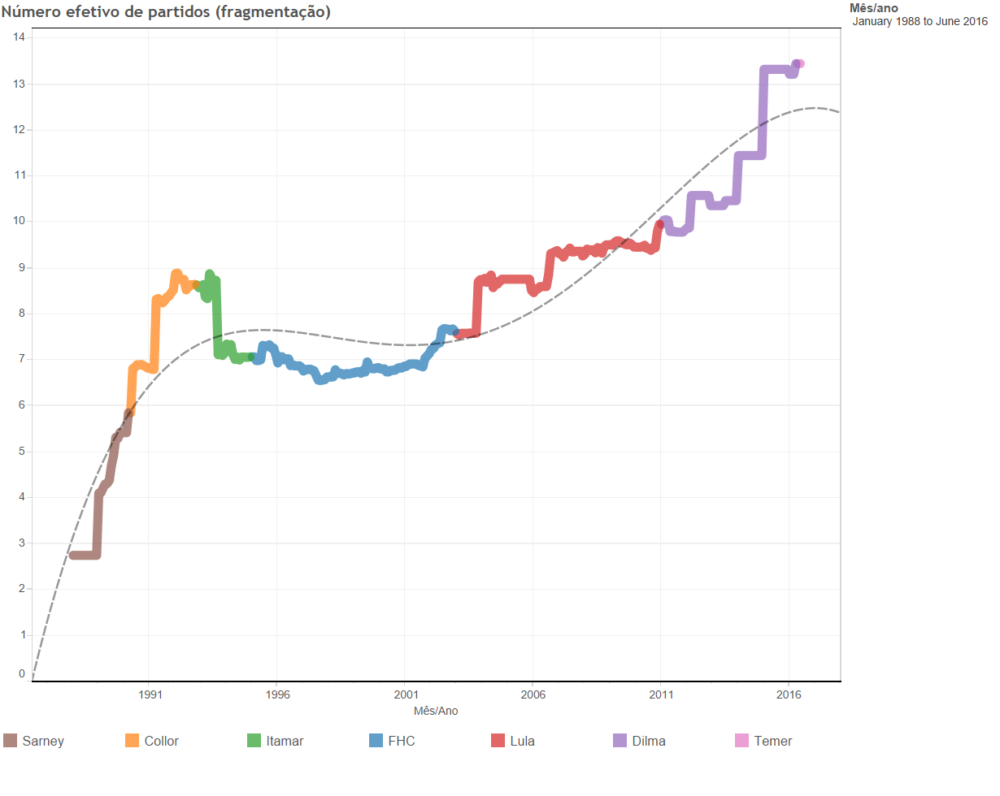 Número efetivo de partidos (fragmentação)
Mês/ano
January 1988 to June 2016
14
13
12
11
10
9
8
7
6
5
4
3
2
1
0
1991 1996 2001 2006 2011 2016
Mês/Ano
Sarney Collor Itamar FHC Lula Dilma Temer